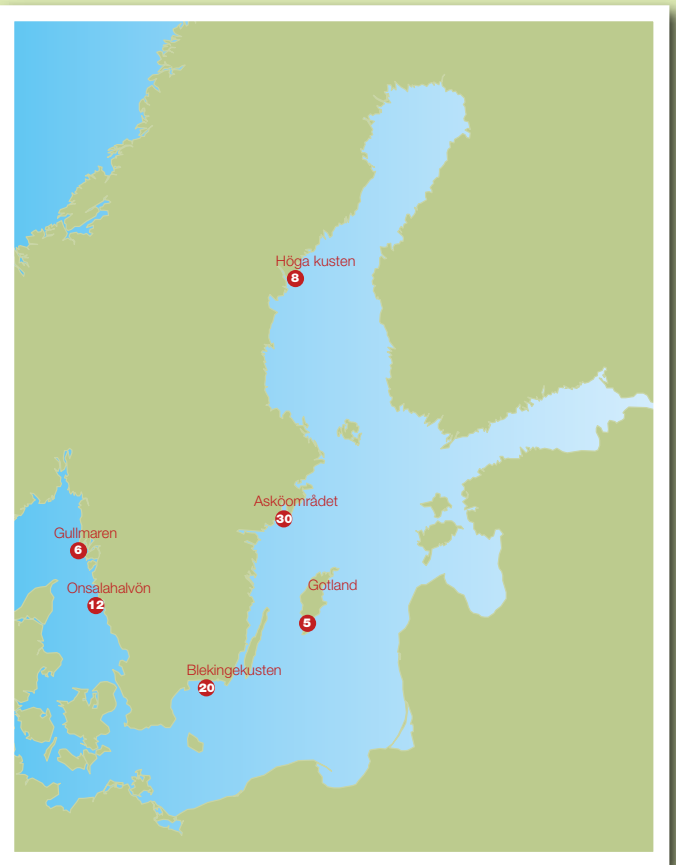 Höga kusten
8
Asköområdet
30
Gullmaren
6
Onsalahalvön
12
Gotland
5
Blekingekusten
20